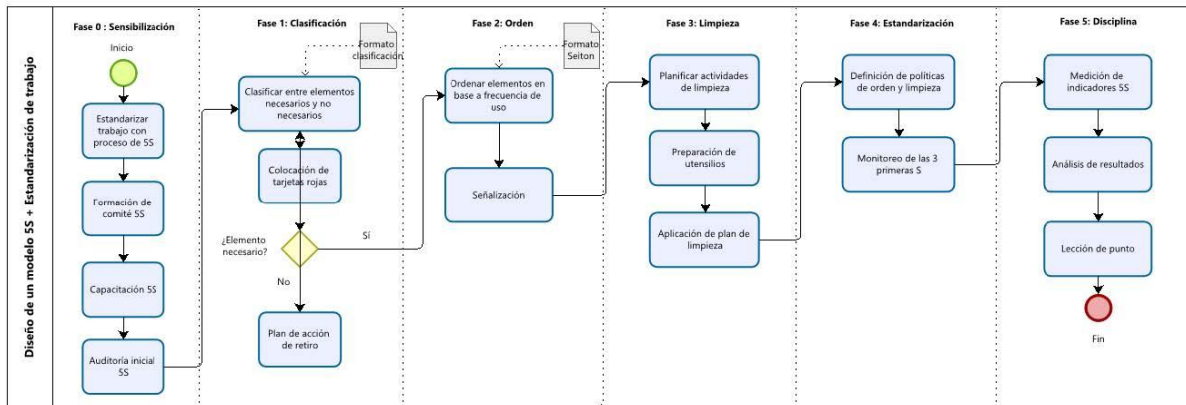 Diseño de un modelo 5S + Estandarización de trabajo
Fase 0 : Sensibilización
Inicio
Estandarizar
trabajo con
proceso de 5S
Formación de
comité 5S
Capacitación 5S
Auditoría inicial
5S
Fase 1: Clasificación
Formato
clasificación
Clasificar entre elementos
necesarios y no
necesarios
Colocación de
tarjetas rojas
¿Elemento
necesario?
Sí
No
Plan de acción
de retiro
Fase 2: Orden
Formato
Seiton
Ordenar elementos en
base a frecuencia de
uso
Señalización
Fase 3: Limpieza
Planificar actividades
de limpieza
Preparación de
utensilios
Aplicación de plan de
limpieza
Fase 4: Estandarización
Definición de políticas
de orden y limpieza
Monitoreo de las 3
primeras S
Fase 5: Disciplina
Medición de
indicadores 5S
Análisis de resultados
Lección de punto
Fin